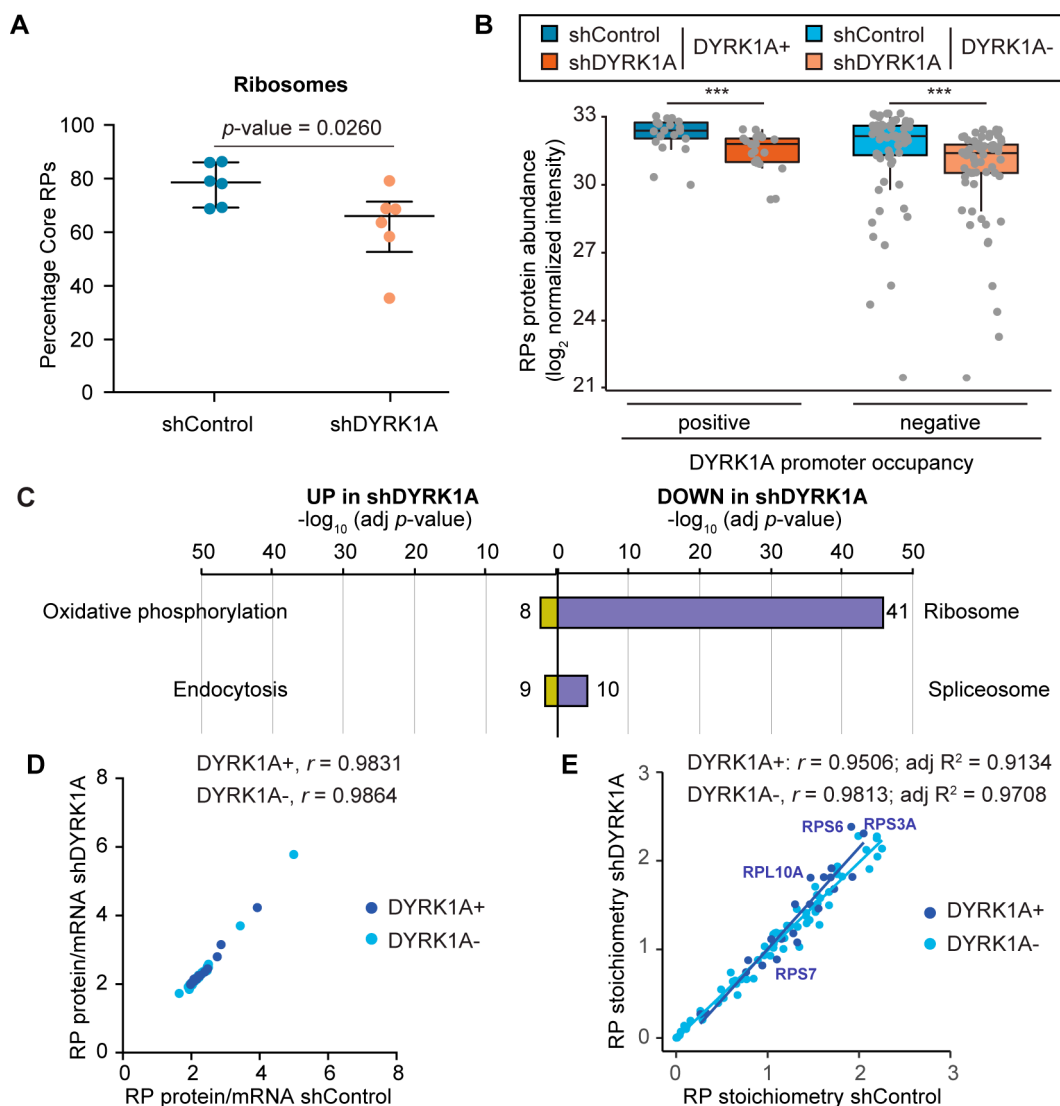 A
Ribosomes
p-value = 0.0260
Percentage Core RPs
100
80
60
40
20
0
shControl
shDYRK1A
B
shControl
shDYRK1A
DYRK1A+
shControl
shDYRK1A
DYRK1A-
***
***
RPs protein abundance
(log2 normalized intensity)
33
30
27
24
21
positive
negative
DYRK1A promoter occupancy
C
UP in shDYRK1A
-log10 (adj p-value)
DOWN in shDYRK1A
-log10 (adj p-value)
50 40 30 20 10 0 10 20 30 40 50
Oxidative phosphorylation 8 41 Ribosome
Endocytosis 9 10 Spliceosome
D
DYRK1A+, r = 0.9831
DYRK1A-, r = 0.9864
RP protein/mRNA shDYRK1A
8
6
4
2
0
DYRK1A+
DYRK1A-
0 2 4 6 8
RP protein/mRNA shControl
E
DYRK1A+: r = 0.9506; adj R² = 0.9134
DYRK1A-, r = 0.9813; adj R² = 0.9708
RP stoichiometry shDYRK1A
3
2
1
0
RPS6 RPS3A
RPL10A
RPS7
DYRK1A+
DYRK1A-
0 1 2 3
RP stoichiometry shControl